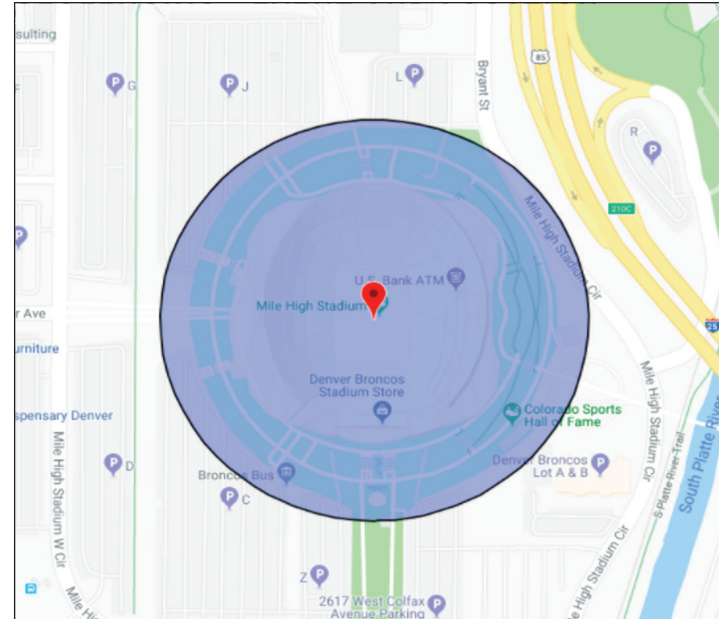 sulting
G
J
L
Bryant St
85
R
210C
Mile High Stadium Cir
U.S. Bank ATM
Mile High Stadium
r Ave
25
urniture
Denver Broncos
Stadium Store
spensary Denver
Colorado Sports
Hall of Fame
Mile High Stadium Cir
Mile High Stadium W Cir
D
Broncos Bus
C
Denver Broncos
Lot A & B
S Platte River Trail
South Platte River
Z
2617 West Colfax
Avenue Parking
e High Stadium Cir
Mile Hi
P
P
P
P
P
P
P
P
P
P